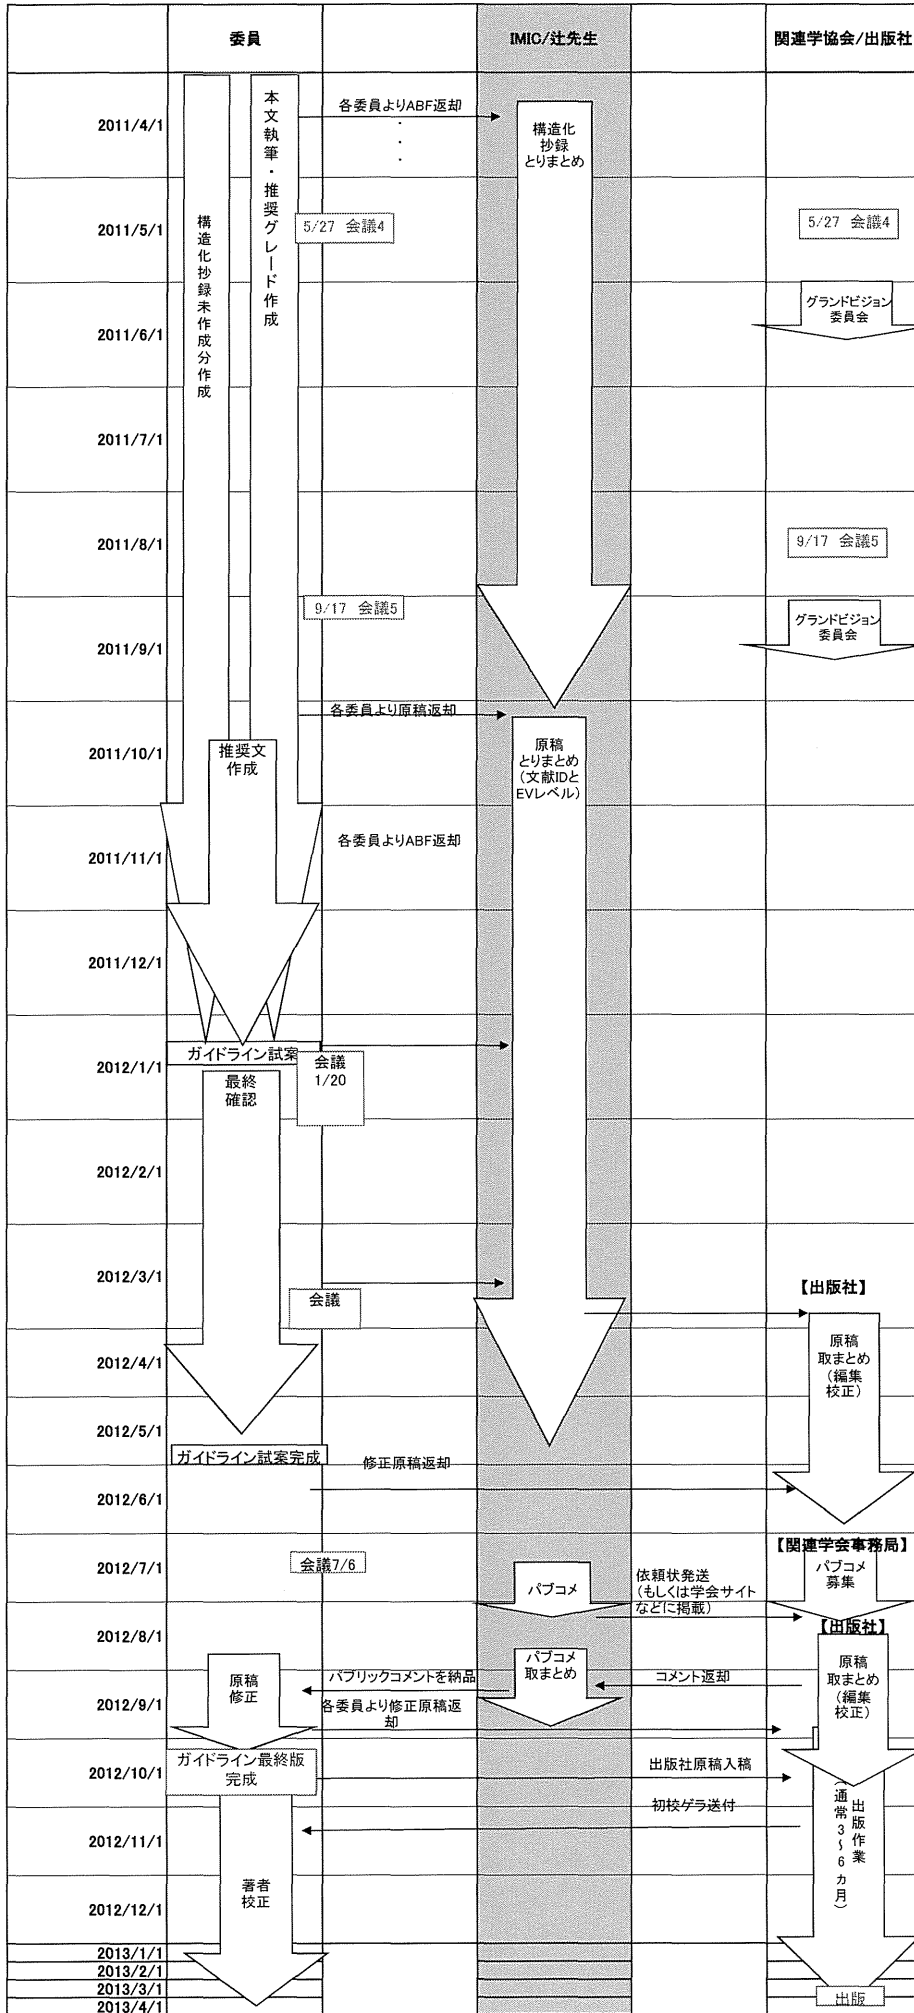 委員
IMIC/辻先生
関連学協会/出版社
2011/4/1
本文執筆・推奨グレード作成
構造化抄録未作成分作成
各委員よりABF返却
・
・
・
構造化
抄録
とりまとめ
2011/5/1
5/27 会議4
5/27 会議4
2011/6/1
グランドビジョン
委員会
2011/7/1
2011/8/1
9/17 会議5
2011/9/1
9/17 会議5
グランドビジョン
委員会
各委員より原稿返却
2011/10/1
推奨文
作成
原稿
とりまとめ
(文献IDと
EVレベル)
2011/11/1
各委員よりABF返却
2011/12/1
2012/1/1
ガイドライン試案
会議
1/20
最終
確認
2012/2/1
2012/3/1
会議
【出版社】
2012/4/1
原稿
取まとめ
(編集
校正)
2012/5/1
ガイドライン試案完成
修正原稿返却
2012/6/1
【関連学会事務局】
2012/7/1
会議7/6
パブコメ
依頼状発送
(もしくは学会サイト
などに掲載)
パブコメ
募集
2012/8/1
【出版社】
パブコメ
取まとめ
原稿
取まとめ
(編集
校正)
2012/9/1
原稿
修正
パブリックコメントを納品
コメント返却
各委員より修正原稿返
却
2012/10/1
ガイドライン最終版
完成
出版社原稿入稿
初校ゲラ送付
出版作業
(通常3~6カ月)
2012/11/1
著者
校正
2012/12/1
2013/1/1
2013/2/1
2013/3/1
2013/4/1
出版